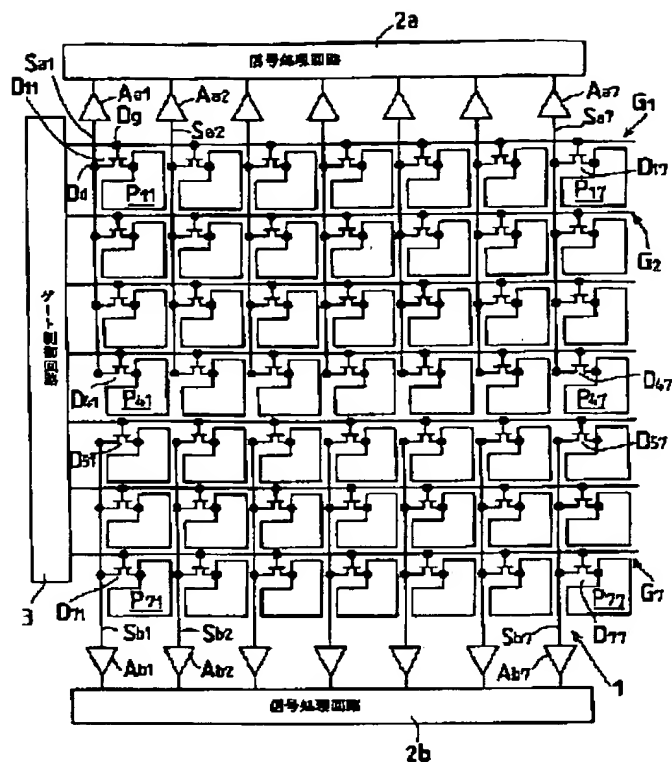 2a
信号処理回路
Sa1
Aa1
Aa2
Aa7
D11
Dg
Sa2
Sa7
G1
Dd
P11
P17
D17
G2
ゲート制御回路
D41
P41
P47
D47
D51
D57
3
D71
P71
P77
G7
D77
Sb1
Sb2
Sb7
Ab1
Ab2
Ab7
1
信号処理回路
2b